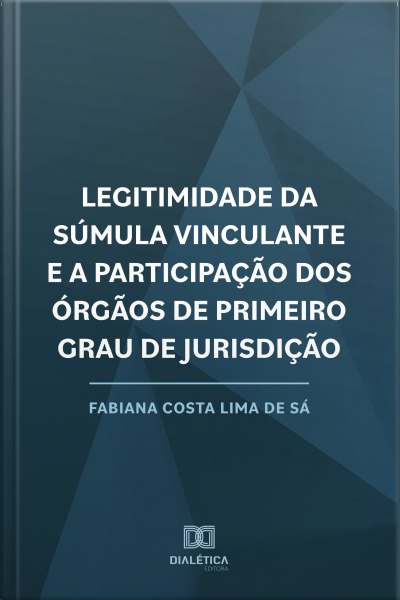 LEGITIMIDADE DA
SÚMULA VINCULANTE
E A PARTICIPAÇÃO DOS
ÓRGÃOS DE PRIMEIRO
GRAU DE JURISDIÇÃO
FABIANA COSTA LIMA DE SÁ
DIALÉTICA
EDITORA